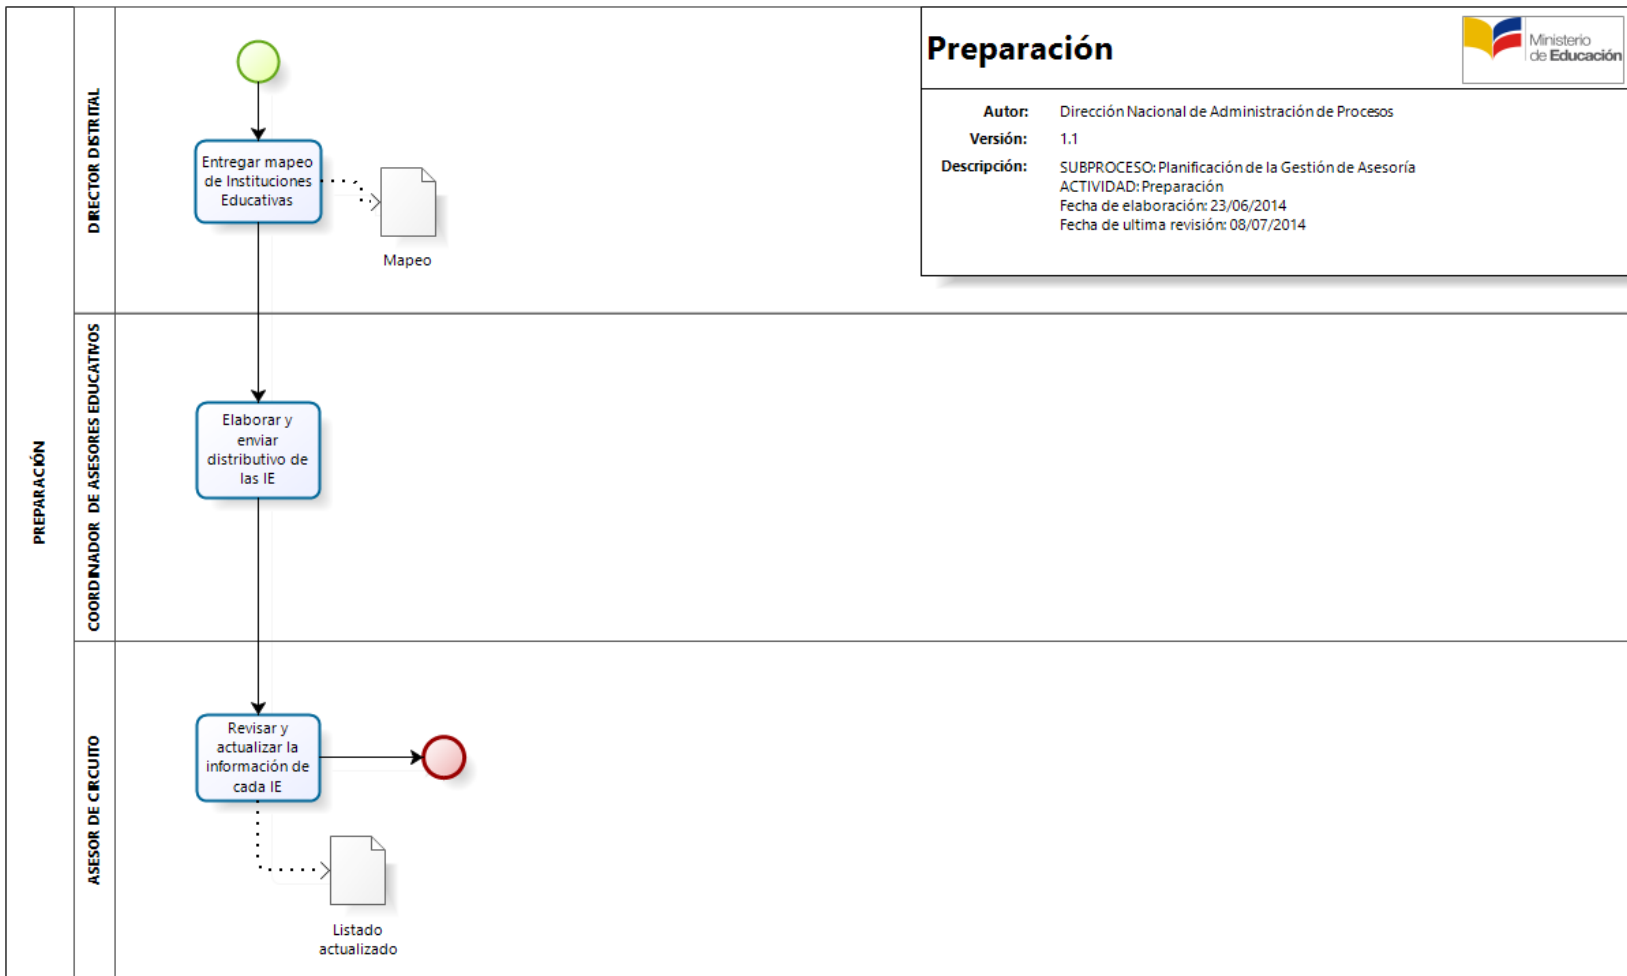 PREPARACIÓN
DIRECTOR DISTRITAL
Entregar mapeo
de Instituciones
Educativas
Mapeo
Preparación
Ministerio
de Educación
Autor: Dirección Nacional de Administración de Procesos
Versión: 1.1
Descripción: SUBPROCESO: Planificación de la Gestión de Asesoría
ACTIVIDAD: Preparación
Fecha de elaboración: 23/06/2014
Fecha de ultima revisión: 08/07/2014
COORDINADOR DE ASESORES EDUCATIVOS
Elaborar y
enviar
distributivo de
las IE
ASESOR DE CIRCUITO
Revisar y
actualizar la
información de
cada IE
Listado
actualizado